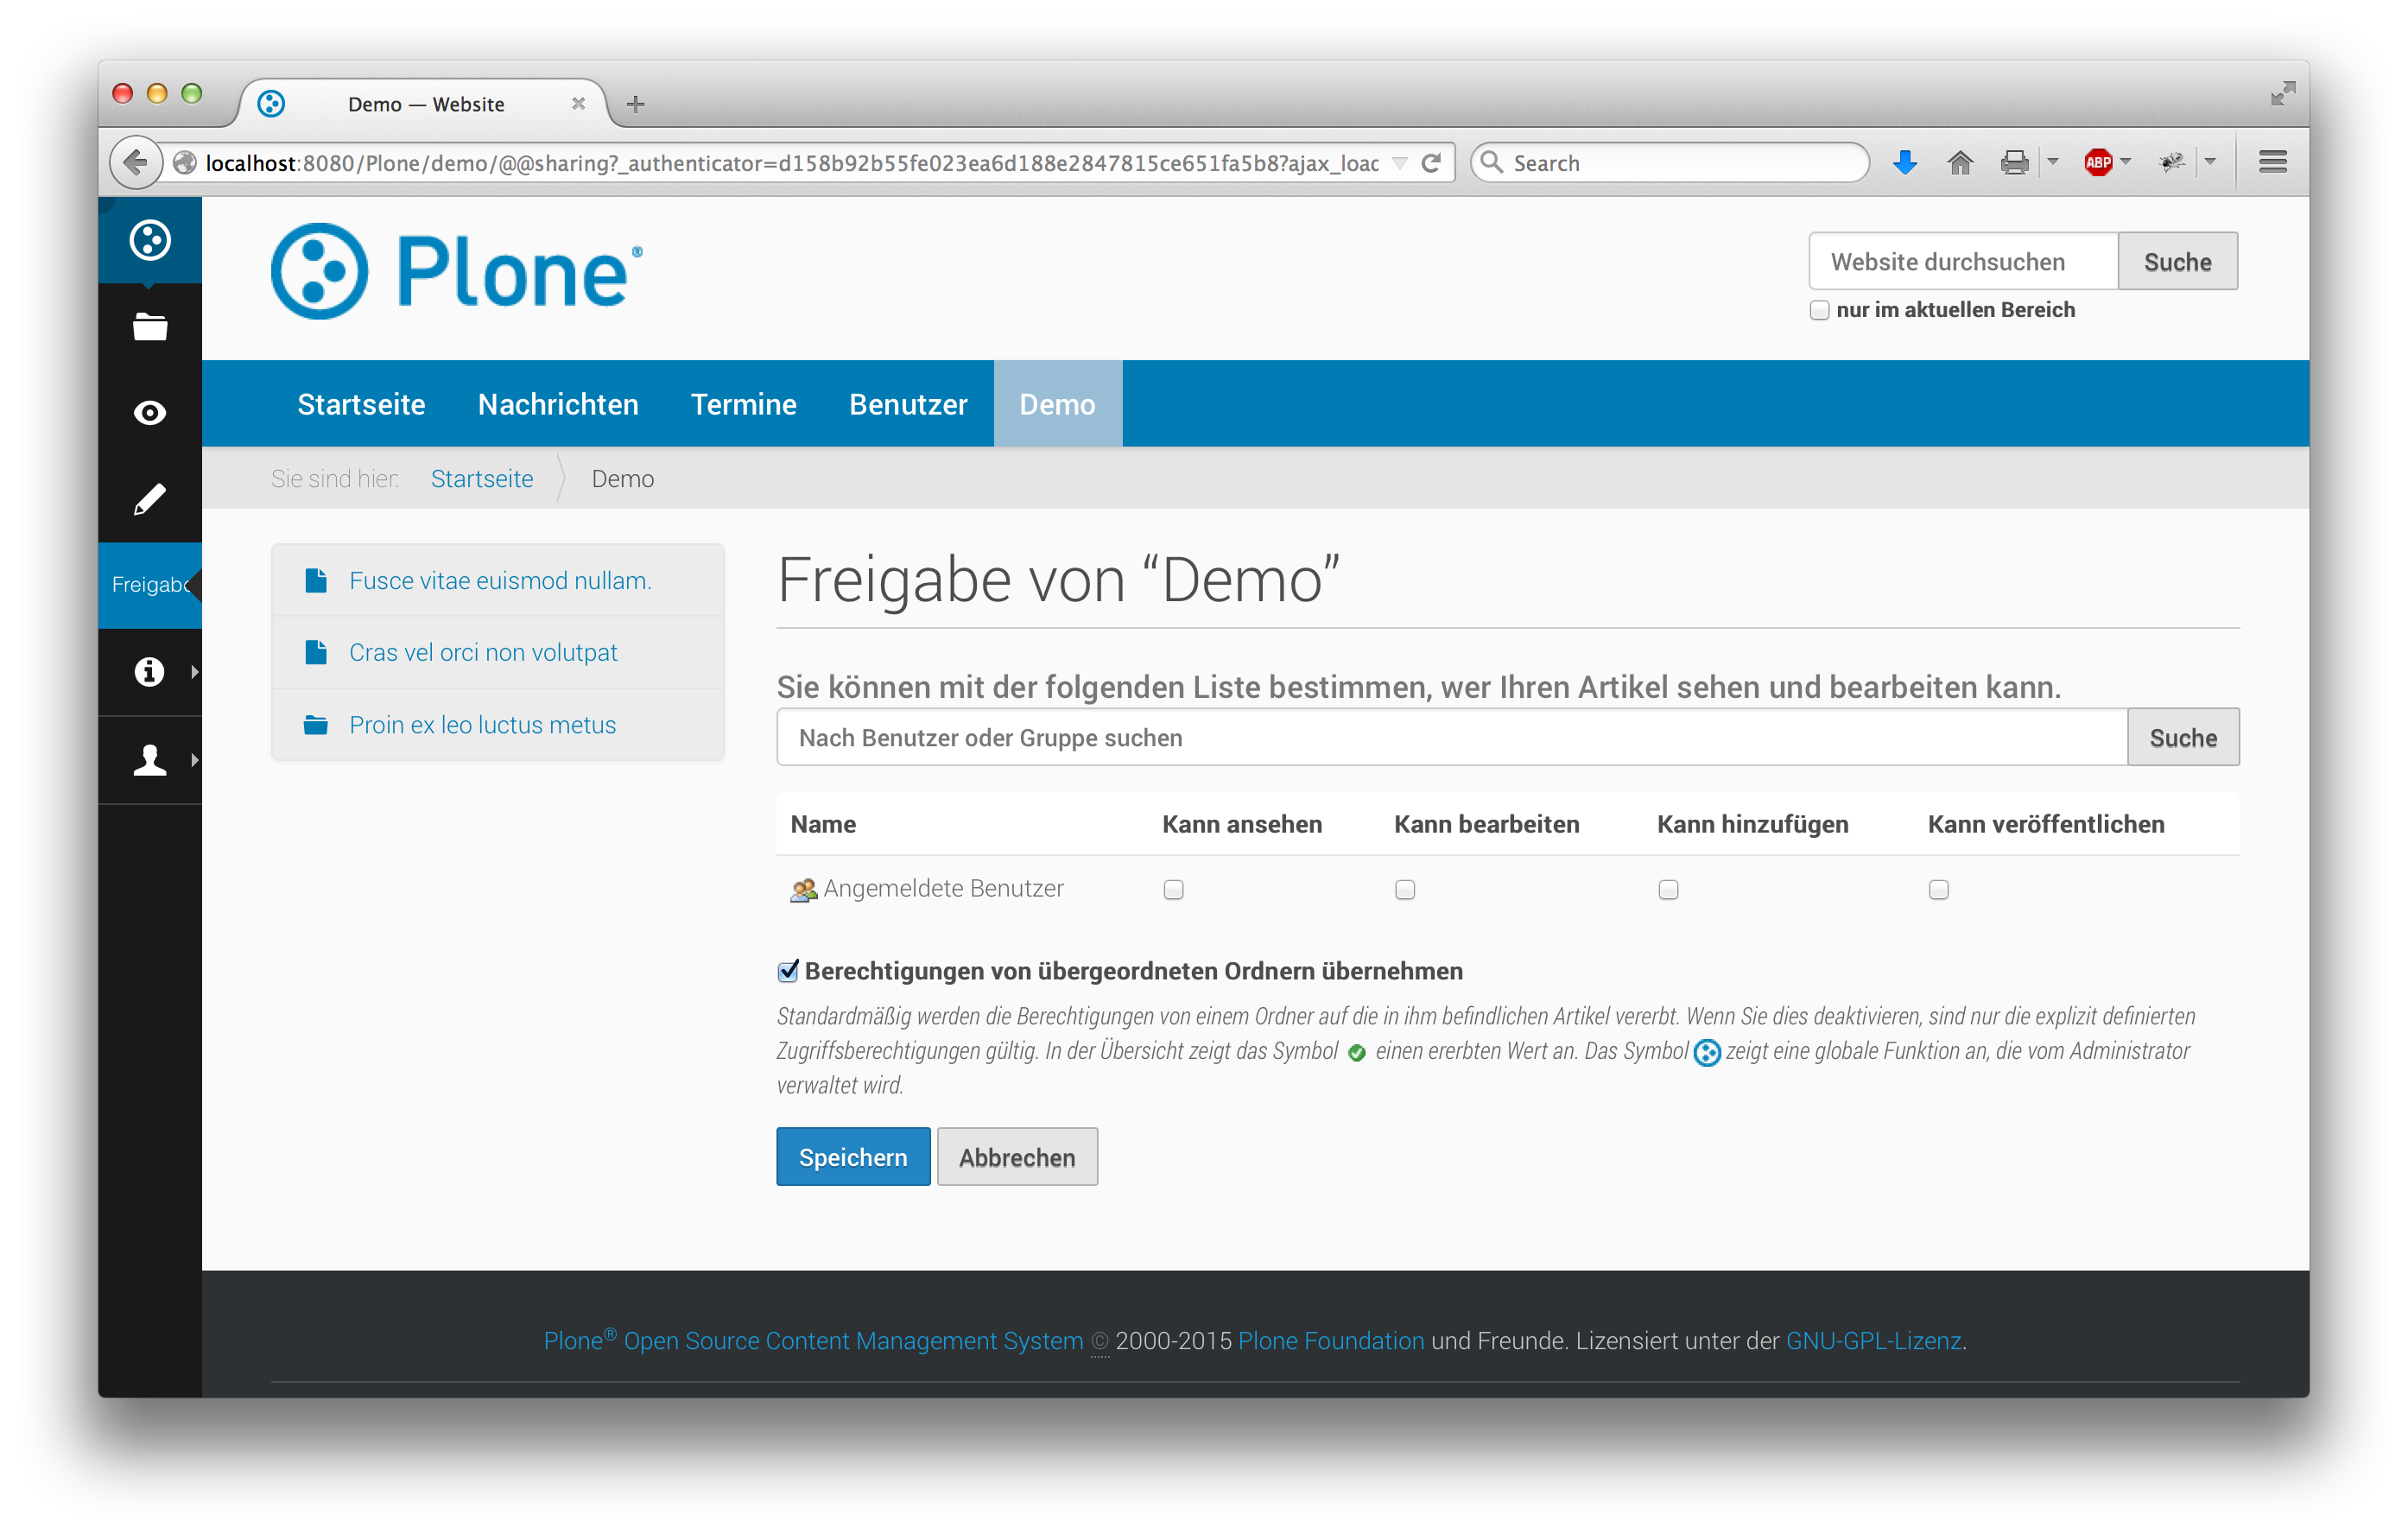 Demo — Website
localhost:8080/Plone/demo/@@sharing?_authenticator=d158b92b55fe023ea6d188e2847815ce651fa5b8?ajax_load
Search
ABP
Plone®
Website durchsuchen
Suche
nur im aktuellen Bereich
Startseite Nachrichten Termine Benutzer Demo
Sie sind hier: Startseite Demo
Freigabe
Fusce vitae euismod nullam.
Cras vel orci non volutpat
Proin ex leo luctus metus
Freigabe von “Demo”
Sie können mit der folgenden Liste bestimmen, wer Ihren Artikel sehen und bearbeiten kann.
Nach Benutzer oder Gruppe suchen
Suche
Name Kann ansehen Kann bearbeiten Kann hinzufügen Kann veröffentlichen
Angemeldete Benutzer
Berechtigungen von übergeordneten Ordnern übernehmen
Standardmäßig werden die Berechtigungen von einem Ordner auf die in ihm befindlichen Artikel vererbt. Wenn Sie dies deaktivieren, sind nur die explizit definierten
Zugriffsberechtigungen gültig. In der Übersicht zeigt das Symbol einen ererbten Wert an. Das Symbol zeigt eine globale Funktion an, die vom Administrator
verwaltet wird.
Speichern
Abbrechen
Plone® Open Source Content Management System © 2000-2015 Plone Foundation und Freunde. Lizensiert unter der GNU-GPL-Lizenz.